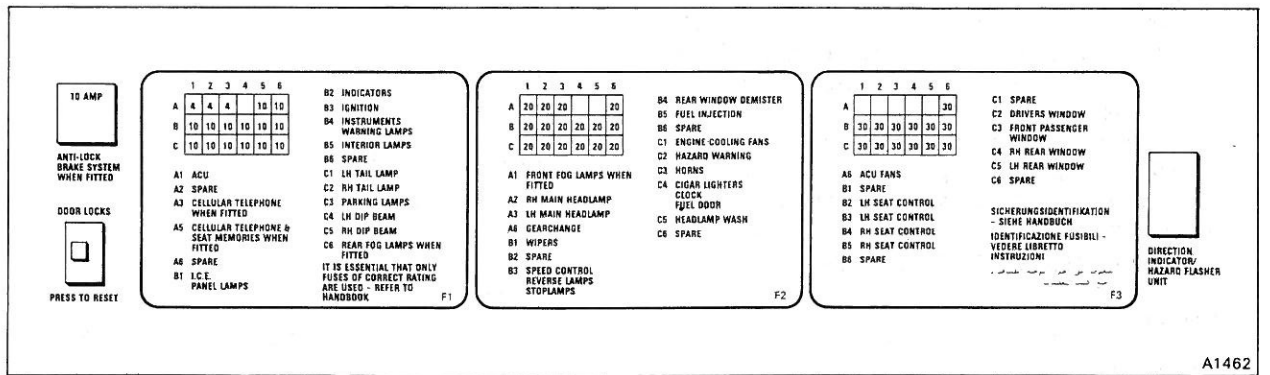 10 AMP
ANTI-LOCK
BRAKE SYSTEM
WHEN FITTED
DOOR LOCKS
PRESS TO RESET
1 2 3 4 5 6
A 4 4 4 10 10
B 10 10 10 10 10 10
C 10 10 10 10 10 10
A1 ACU
A2 SPARE
A3 CELLULAR TELEPHONE
WHEN FITTED
A5 CELLULAR TELEPHONE &
SEAT MEMORIES WHEN
FITTED
A6 SPARE
B1 I.C.E.
PANEL LAMPS
B2 INDICATORS
B3 IGNITION
B4 INSTRUMENTS
WARNING LAMPS
B5 INTERIOR LAMPS
B6 SPARE
C1 LH TAIL LAMP
C2 RH TAIL LAMP
C3 PARKING LAMPS
C4 LH DIP BEAM
C5 RH DIP BEAM
C6 REAR FOG LAMPS WHEN
FITTED
IT IS ESSENTIAL THAT ONLY
FUSES OF CORRECT RATING
ARE USED - REFER TO
HANDBOOK
F1
1 2 3 4 5 6
A 20 20 20 20
B 20 20 20 20 20 20
C 20 20 20 20 20 20
A1 FRONT FOG LAMPS WHEN
FITTED
A2 RH MAIN HEADLAMP
A3 LH MAIN HEADLAMP
A6 GEARCHANGE
B1 WIPERS
B2 SPARE
B3 SPEED CONTROL
REVERSE LAMPS
STOPLAMPS
B4 REAR WINDOW DEMISTER
B5 FUEL INJECTION
B6 SPARE
C1 ENGINE COOLING FANS
C2 HAZARD WARNING
C3 HORNS
C4 CIGAR LIGHTERS
CLOCK
FUEL DOOR
C5 HEADLAMP WASH
C6 SPARE
F2
1 2 3 4 5 6
A 30
B 30 30 30 30 30 30
C 30 30 30 30 30 30
A6 ACU FANS
B1 SPARE
B2 LH SEAT CONTROL
B3 LH SEAT CONTROL
B4 RH SEAT CONTROL
B5 RH SEAT CONTROL
B6 SPARE
C1 SPARE
C2 DRIVERS WINDOW
C3 FRONT PASSENGER
WINDOW
C4 RH REAR WINDOW
C5 LH REAR WINDOW
C6 SPARE
SICHERUNGSIDENTIFIKATION
- SIEHE HANDBUCH
IDENTIFICAZIONE FUSIBILI -
VEDERE LIBRETTO
INSTRUZIONI
F3
DIRECTION
INDICATOR/
HAZARD FLASHER
UNIT
A1462